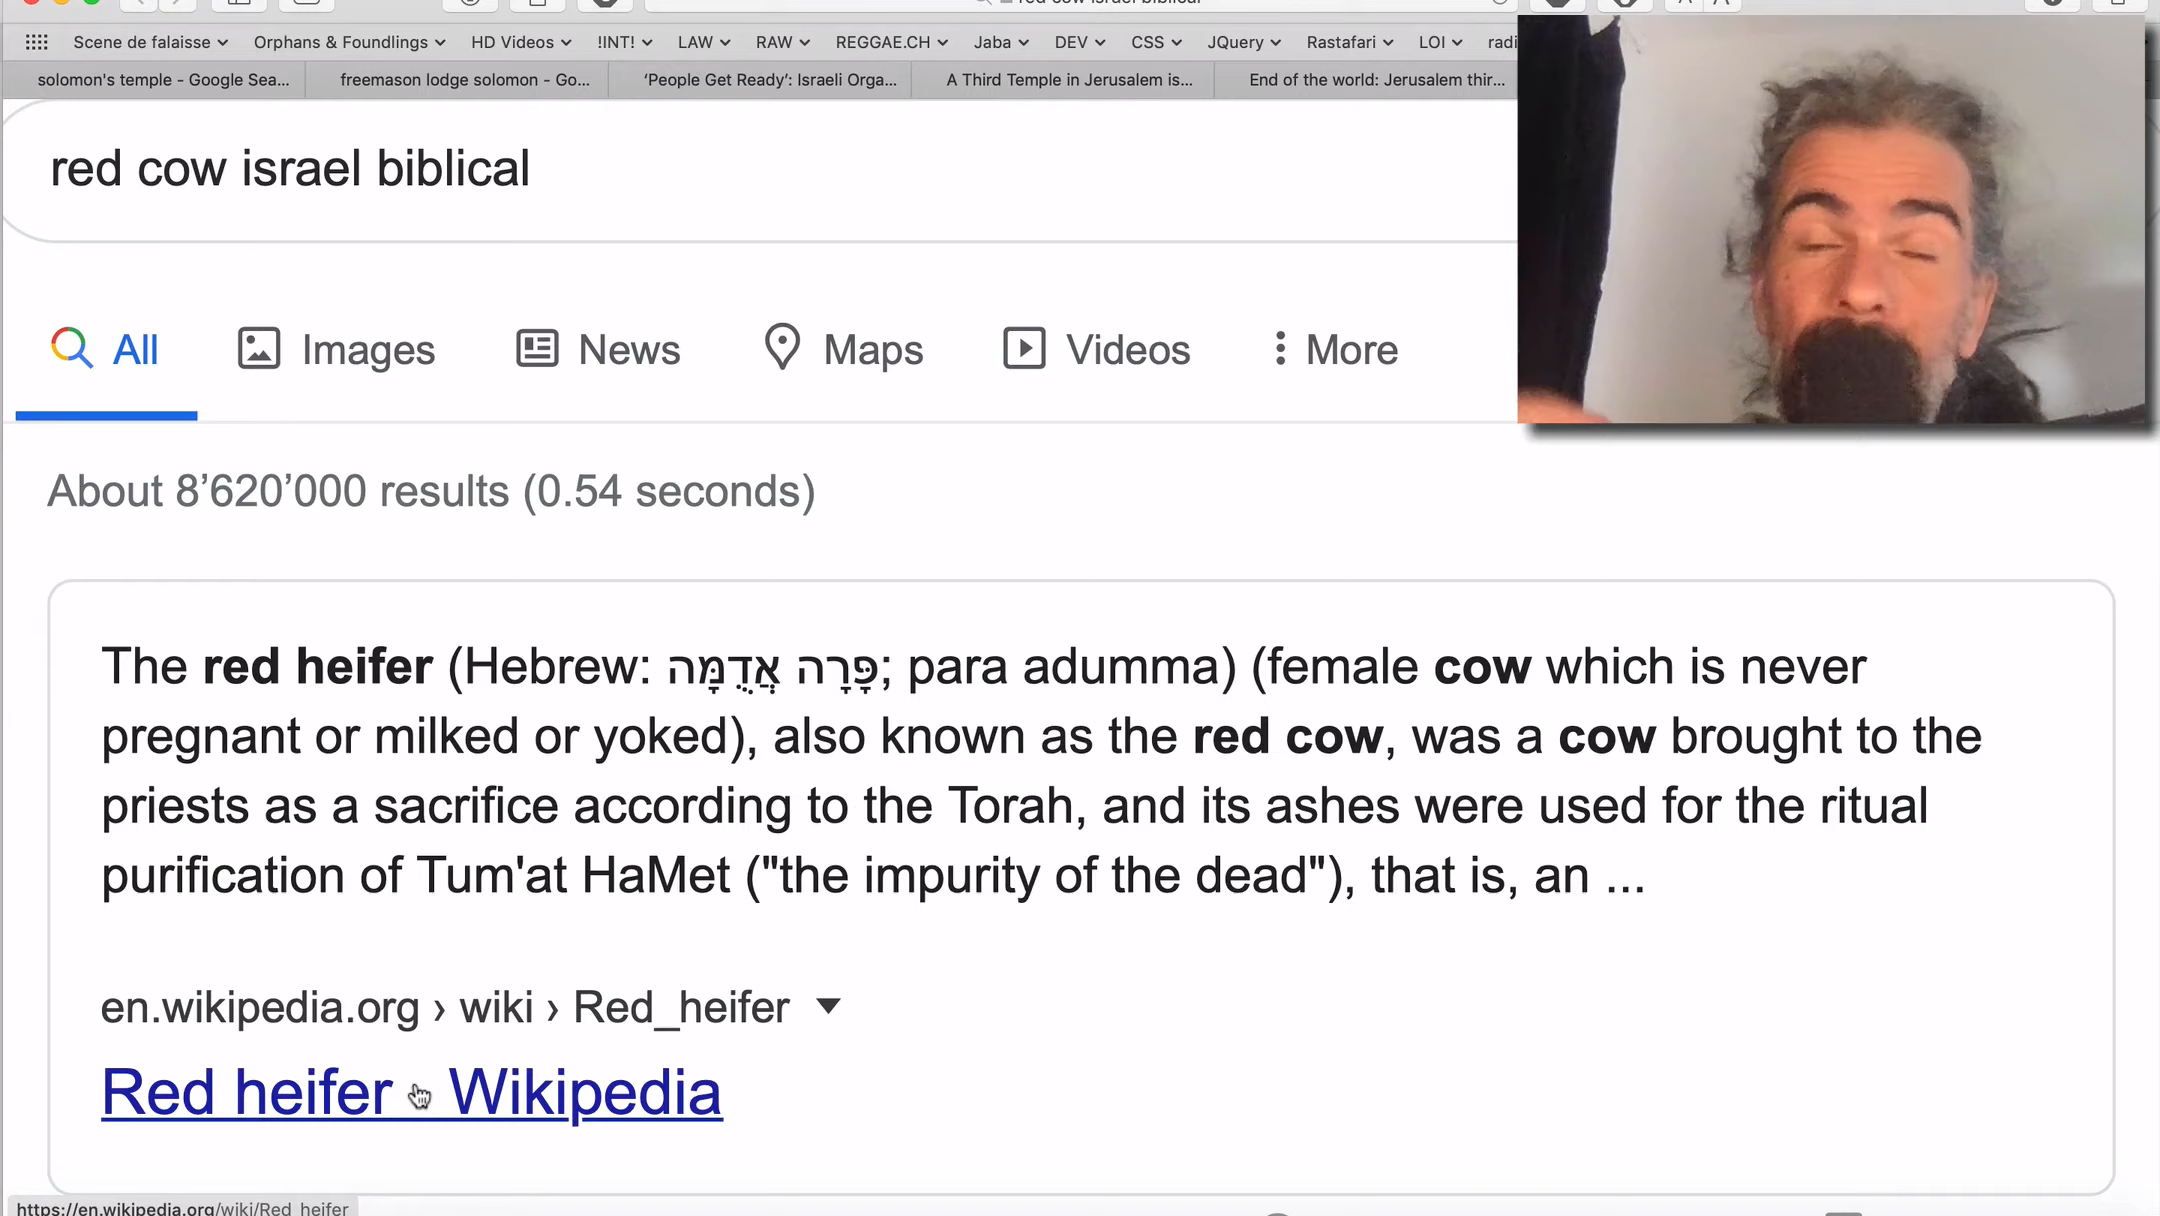 red cow israel biblical
Scene de falaisse Orphans & Foundlings HD Videos !INT! LAW RAW REGGAE.CH Jaba DEV CSS JQuery Rastafari LOI radi
solomon's temple - Google Sea... freemason lodge solomon - Go... ‘People Get Ready’: Israeli Orga... A Third Temple in Jerusalem is... End of the world: Jerusalem thir...
red cow israel biblical
All Images News Maps Videos More
About 8’620’000 results (0.54 seconds)
The red heifer (Hebrew: פָּרָה אֲדֻמָּה; para adumma) (female cow which is never
pregnant or milked or yoked), also known as the red cow, was a cow brought to the
priests as a sacrifice according to the Torah, and its ashes were used for the ritual
purification of Tum'at HaMet ("the impurity of the dead"), that is, an ...
en.wikipedia.org › wiki › Red_heifer
Red heifer - Wikipedia
https://en.wikipedia.org/wiki/Red_heifer